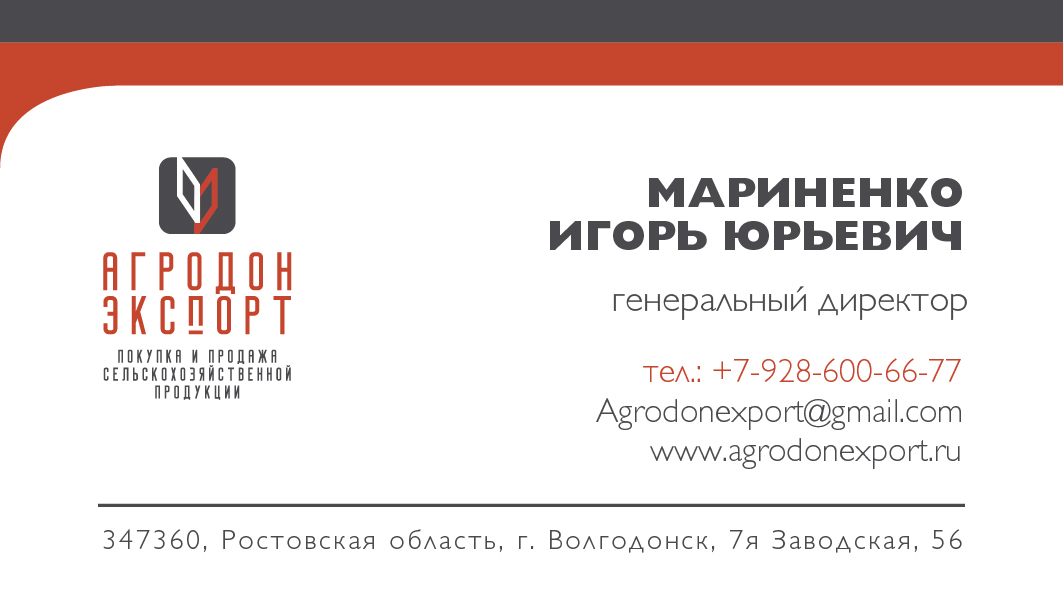 АГРОДОН
ЭКСПОРТ
ПОКУПКА И ПРОДАЖА
СЕЛЬСКОХОЗЯЙСТВЕННОЙ
ПРОДУКЦИИ
МАРИНЕНКО
ИГОРЬ ЮРЬЕВИЧ
генеральный директор
тел.: +7-928-600-66-77
Agrodonexport@gmail.com
www.agrodonexport.ru
347360, Ростовская область, г. Волгодонск, 7я Заводская, 56